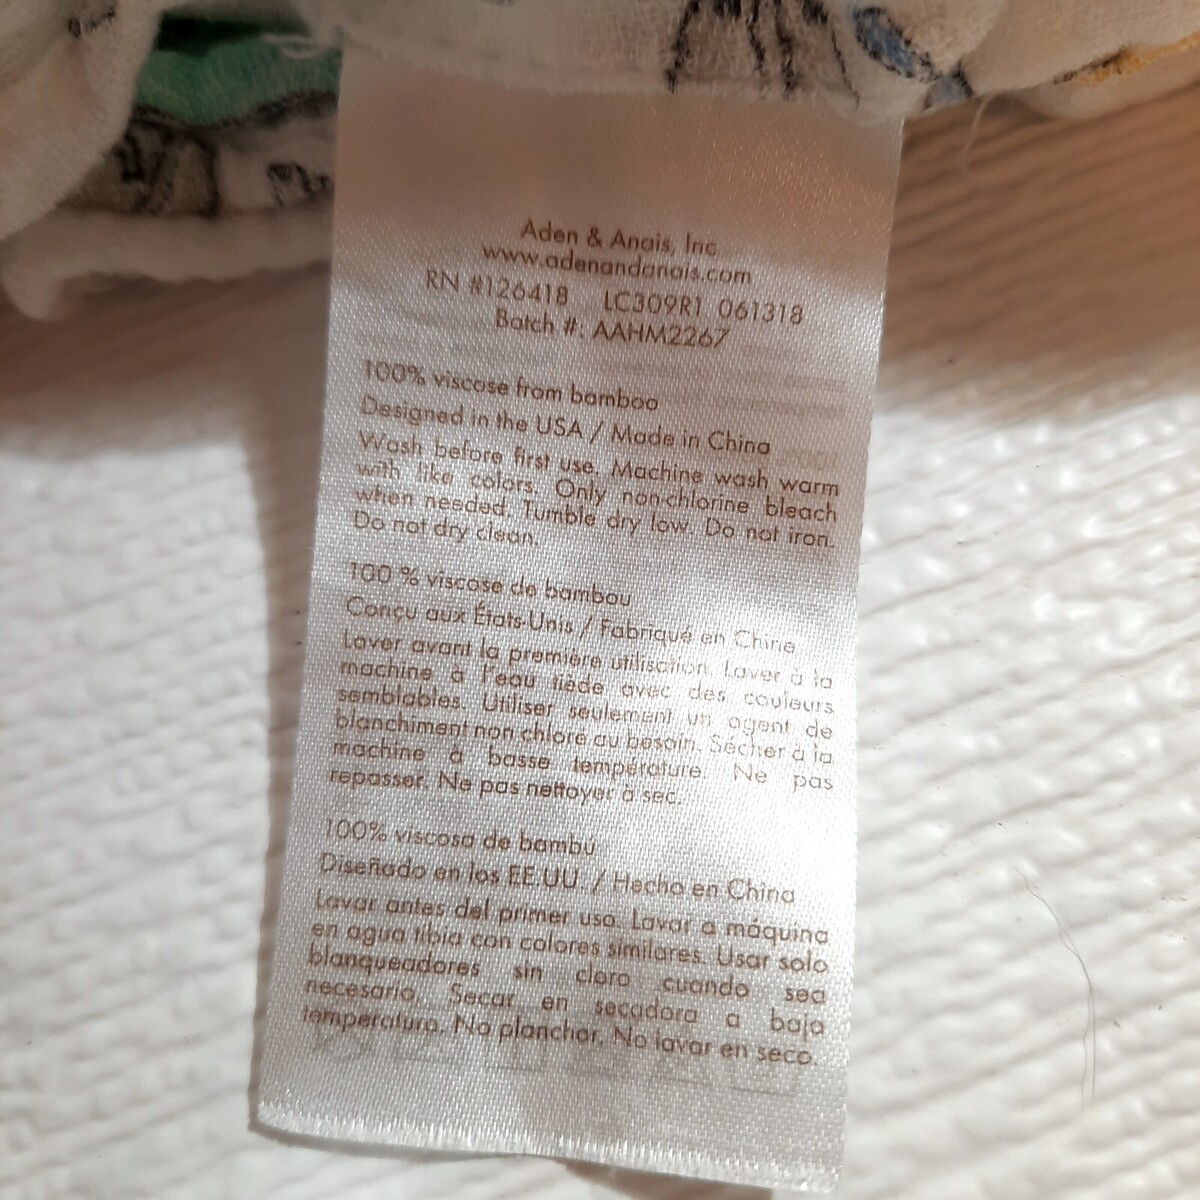 Aden & Anais, Inc
www.adenandanais.com
RN #126418 LC309R1 061318
Batch #: AAHM2267
100% viscose from bamboo
Designed in the USA / Made in China
Wash before first use. Machine wash warm
with like colors. Only non-chlorine bleach
when needed. Tumble dry low. Do not iron.
Do not dry clean.
100 % viscose de bambou
Conçu aux États-Unis / Fabriqué en Chine
Laver avant la première utilisation. Laver à la
machine à l'eau tiède avec des couleurs
semblables. Utiliser seulement un agent de
blanchiment non chloré au besoin. Sécher à la
machine à basse température. Ne pas
repasser. Ne pas nettoyer à sec.
100% viscosa de bambú
Diseñado en los EE.UU. / Hecho en China
Lavar antes del primer uso. Lavar a máquina
en agua tibia con colores similares. Usar solo
blanqueadores sin cloro cuando sea
necesario. Secar en secadora a baja
temperatura. No planchar. No lavar en seco.